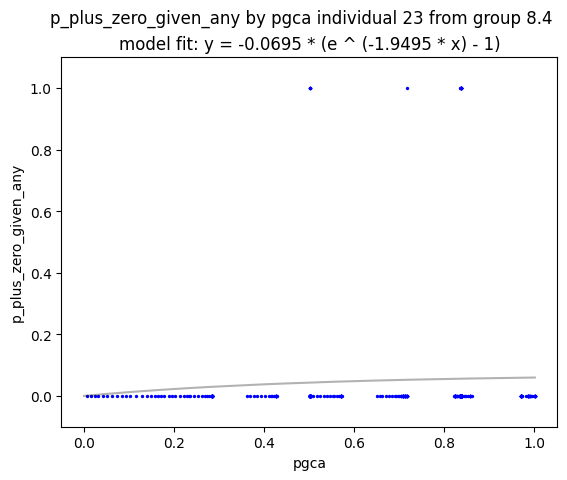 p_plus_zero_given_any by pgca individual 23 from group 8.4
model fit: y = -0.0695 * (e ^ (-1.9495 * x) - 1)
1.0
0.8
0.6
0.4
0.2
0.0
p_plus_zero_given_any
0.0 0.2 0.4 0.6 0.8 1.0
pgca